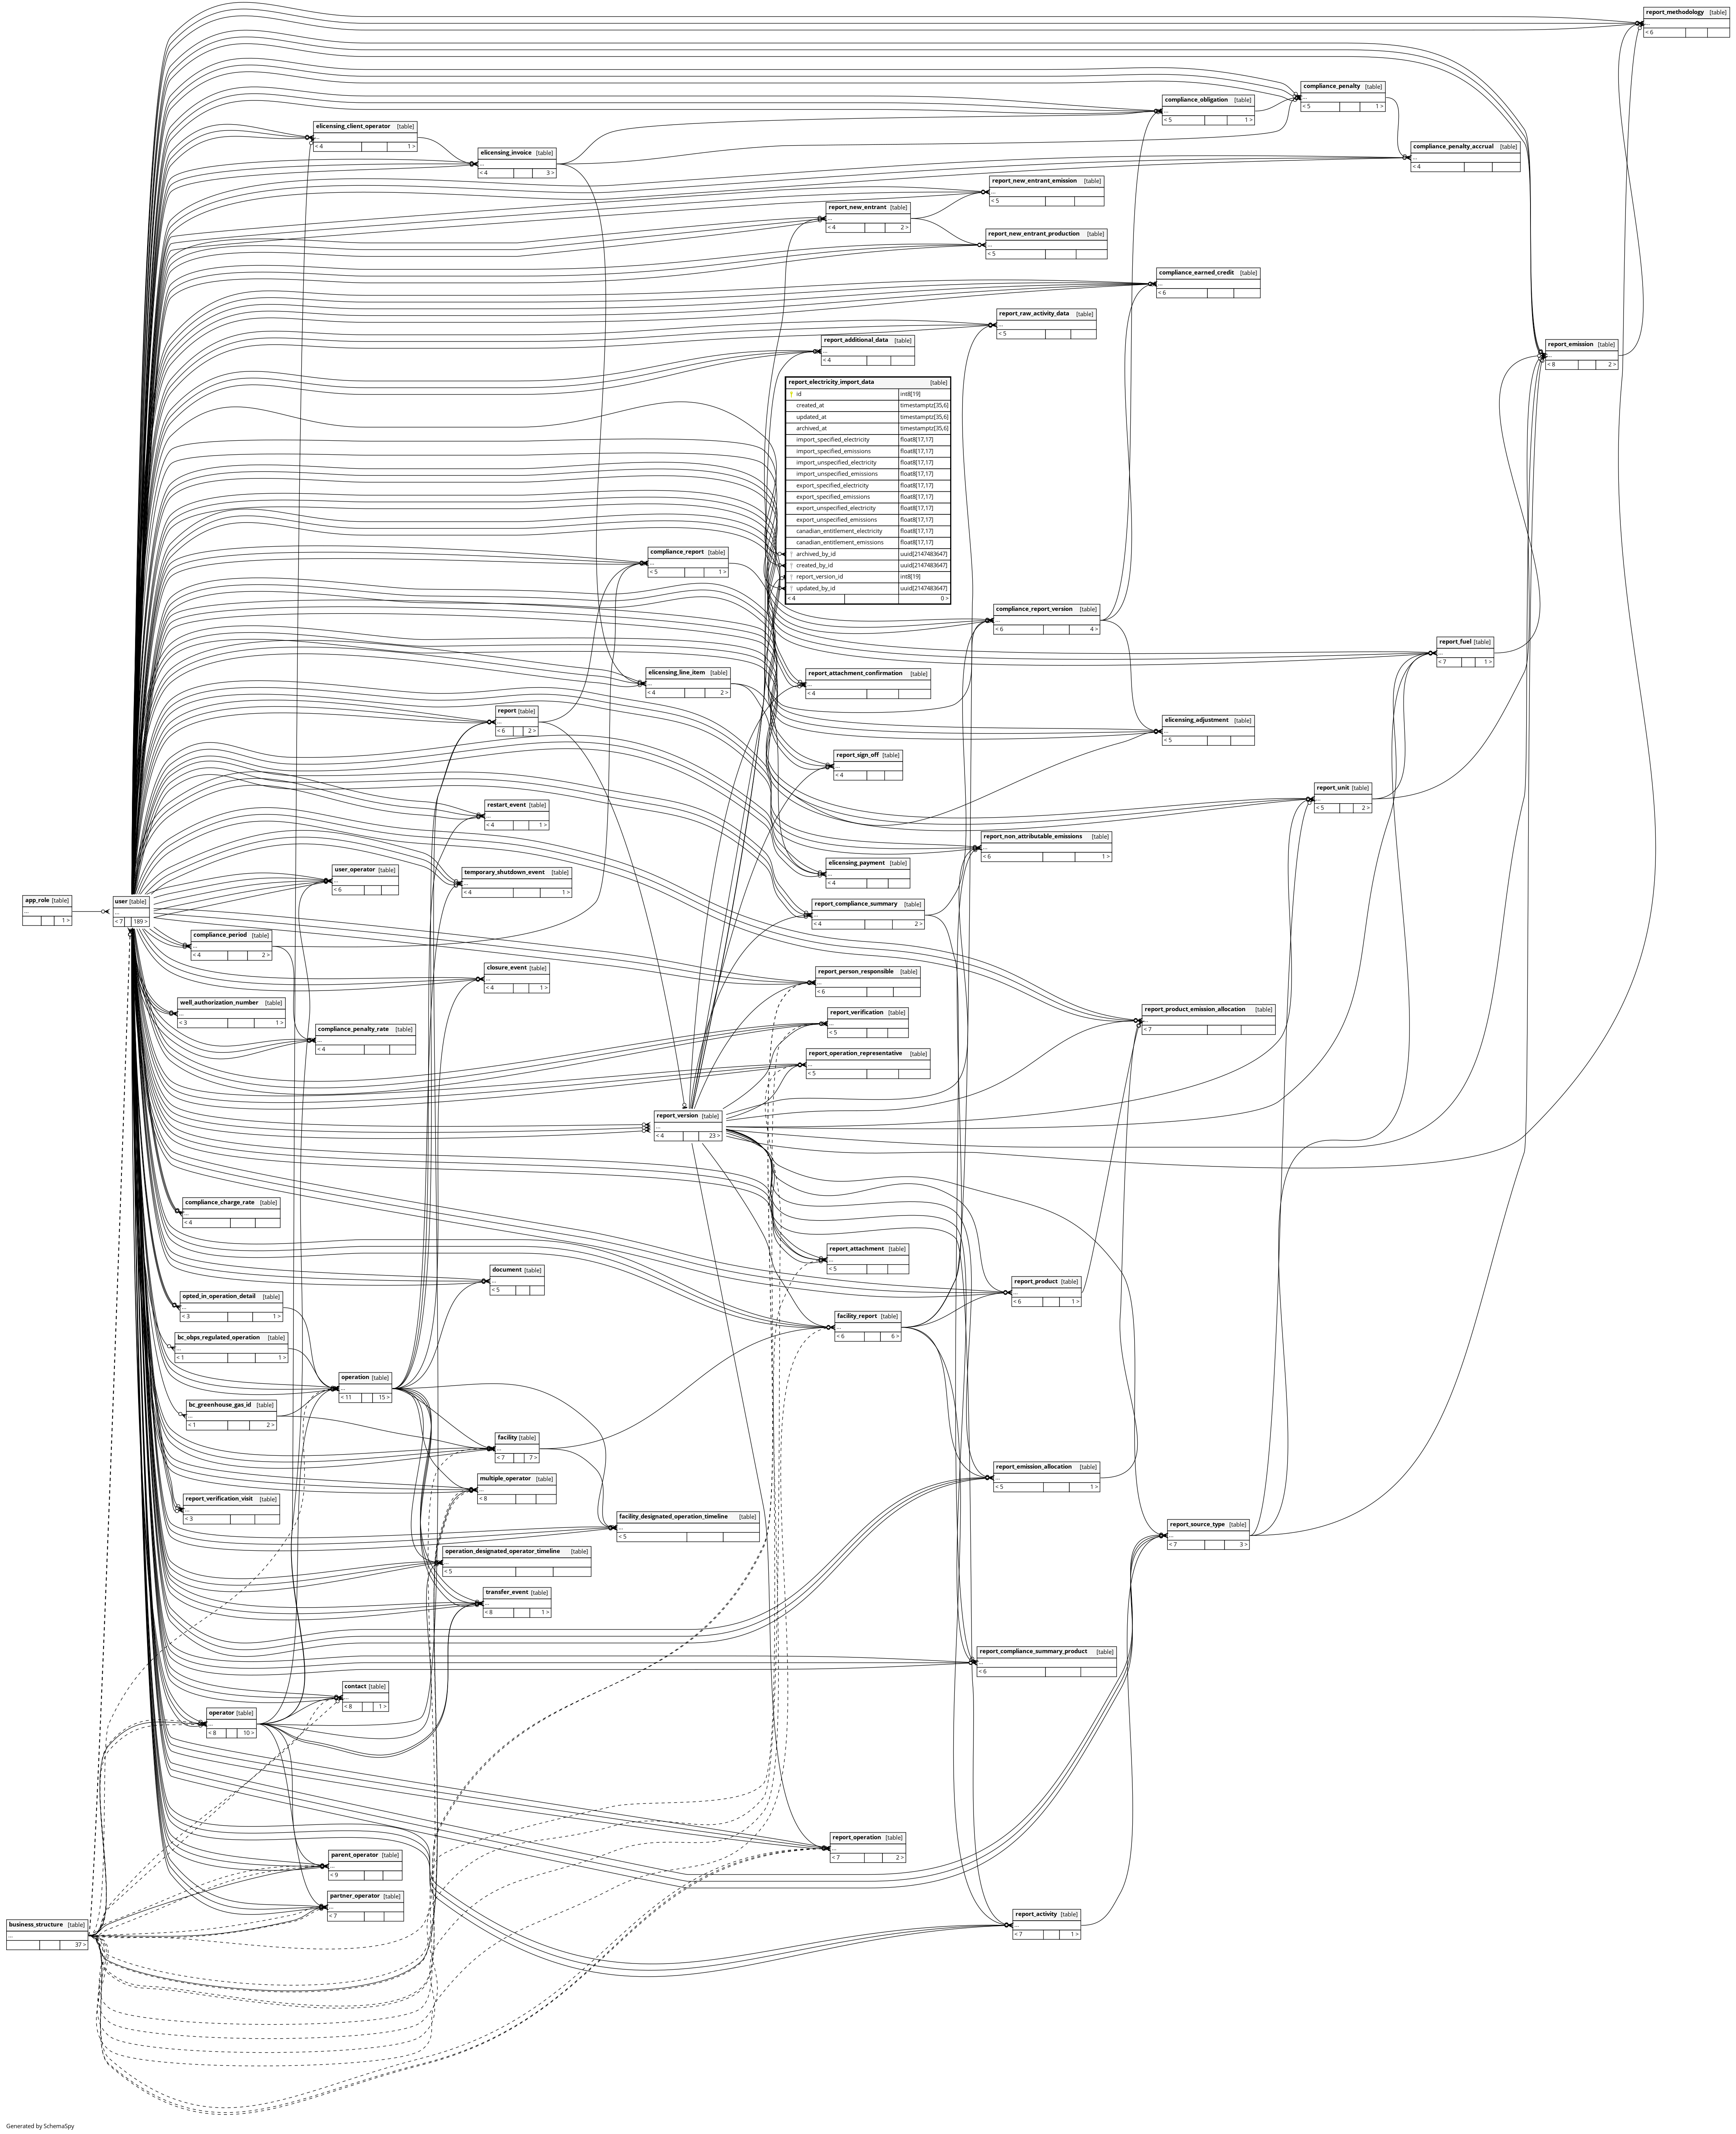 report_methodology [table]
...
< 6
compliance_penalty [table]
...
< 5 1 >
compliance_obligation [table]
...
< 5 1 >
elicensing_client_operator [table]
...
< 4 1 >
compliance_penalty_accrual [table]
...
< 4
elicensing_invoice [table]
...
< 4 3 >
report_new_entrant_emission [table]
...
< 5
report_new_entrant [table]
...
< 4 2 >
report_new_entrant_production [table]
...
< 5
compliance_earned_credit [table]
...
< 6
report_raw_activity_data [table]
...
< 5
report_additional_data [table]
...
< 4
report_emission [table]
...
< 8 2 >
report_electricity_import_data [table]
id int8[19]
created_at timestamptz[35,6]
updated_at timestamptz[35,6]
archived_at timestamptz[35,6]
import_specified_electricity float8[17,17]
import_specified_emissions float8[17,17]
import_unspecified_electricity float8[17,17]
import_unspecified_emissions float8[17,17]
export_specified_electricity float8[17,17]
export_specified_emissions float8[17,17]
export_unspecified_electricity float8[17,17]
export_unspecified_emissions float8[17,17]
canadian_entitlement_electricity float8[17,17]
canadian_entitlement_emissions float8[17,17]
archived_by_id uuid[2147483647]
created_by_id uuid[2147483647]
report_version_id int8[19]
updated_by_id uuid[2147483647]
< 4 0 >
compliance_report [table]
...
< 5 1 >
compliance_report_version [table]
...
< 6 4 >
report_fuel [table]
...
< 7 1 >
elicensing_line_item [table]
...
< 4 2 >
report_attachment_confirmation [table]
...
< 4
report [table]
...
< 6 2 >
elicensing_adjustment [table]
...
< 5
report_sign_off [table]
...
< 4
report_unit [table]
...
< 5 2 >
restart_event [table]
...
< 4 1 >
report_non_attributable_emissions [table]
...
< 6 1 >
elicensing_payment [table]
...
< 4
user_operator [table]
...
< 6
temporary_shutdown_event [table]
...
< 4 1 >
app_role [table]
...
1 >
user [table]
...
< 7 189 >
report_compliance_summary [table]
...
< 4 2 >
compliance_period [table]
...
< 4 2 >
closure_event [table]
...
< 4 1 >
report_person_responsible [table]
...
< 6
well_authorization_number [table]
...
< 3 1 >
report_product_emission_allocation [table]
...
< 7
report_verification [table]
...
< 5
compliance_penalty_rate [table]
...
< 4
report_operation_representative [table]
...
< 5
report_version [table]
...
< 4 23 >
compliance_charge_rate [table]
...
< 4
report_attachment [table]
...
< 5
document [table]
...
< 5
report_product [table]
...
< 6 1 >
opted_in_operation_detail [table]
...
< 3 1 >
facility_report [table]
...
< 6 6 >
bc_obps_regulated_operation [table]
...
< 1 1 >
operation [table]
...
< 11 15 >
bc_greenhouse_gas_id [table]
...
< 1 2 >
facility [table]
...
< 7 7 >
report_emission_allocation [table]
...
< 5 1 >
multiple_operator [table]
...
< 8
report_verification_visit [table]
...
< 3
facility_designated_operation_timeline [table]
...
< 5
report_source_type [table]
...
< 7 3 >
operation_designated_operator_timeline [table]
...
< 5
transfer_event [table]
...
< 8 1 >
report_compliance_summary_product [table]
...
< 6
contact [table]
...
< 8 1 >
operator [table]
...
< 8 10 >
report_operation [table]
...
< 7 2 >
parent_operator [table]
...
< 9
partner_operator [table]
...
< 7
report_activity [table]
...
< 7 1 >
business_structure [table]
...
37 >
Generated by SchemaSpy